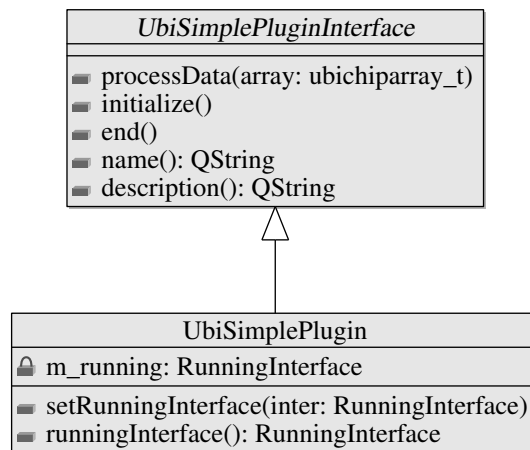 UbiSimplePluginInterface
processData(array: ubichiparray_t)
initialize()
end()
name(): QString
description(): QString
UbiSimplePlugin
m_running: RunningInterface
setRunningInterface(inter: RunningInterface)
runningInterface(): RunningInterface